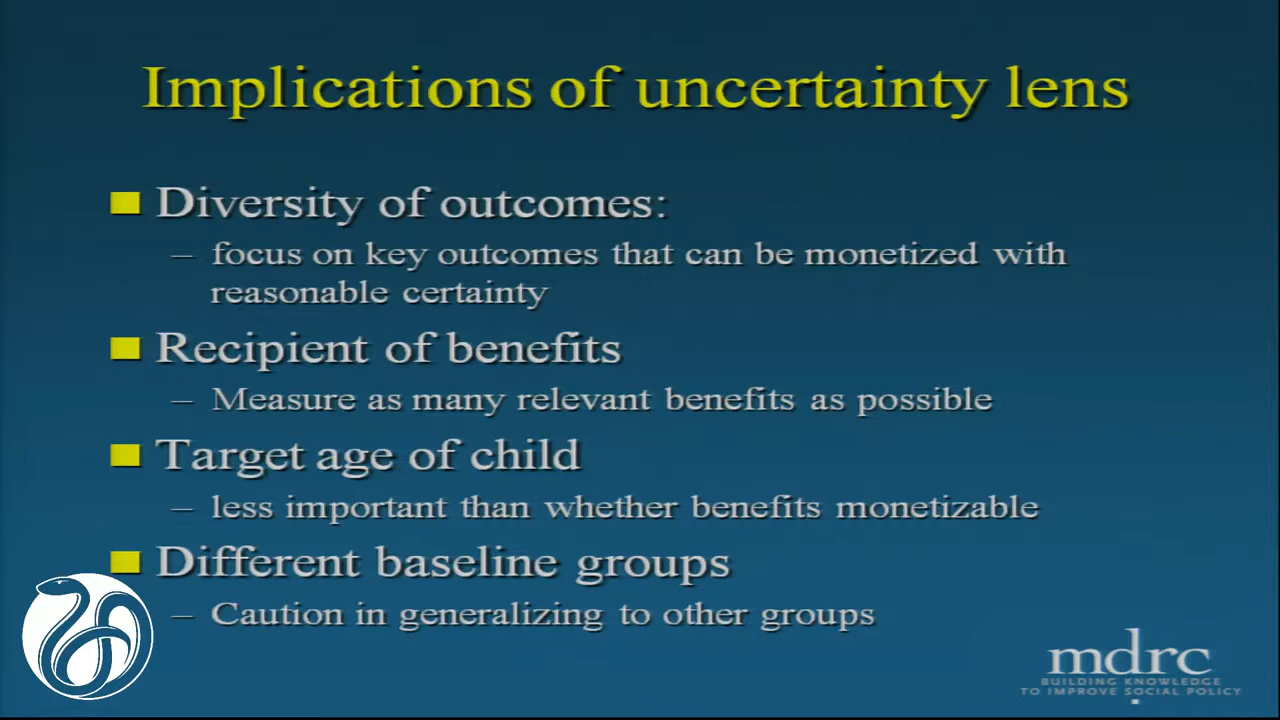 Implications of uncertainty lens
Diversity of outcomes:
– focus on key outcomes that can be monetized with
reasonable certainty
Recipient of benefits
– Measure as many relevant benefits as possible
Target age of child
– less important than whether benefits monetizable
Different baseline groups
– Caution in generalizing to other groups
mdrc
BUILDING KNOWLEDGE
TO IMPROVE SOCIAL POLICY